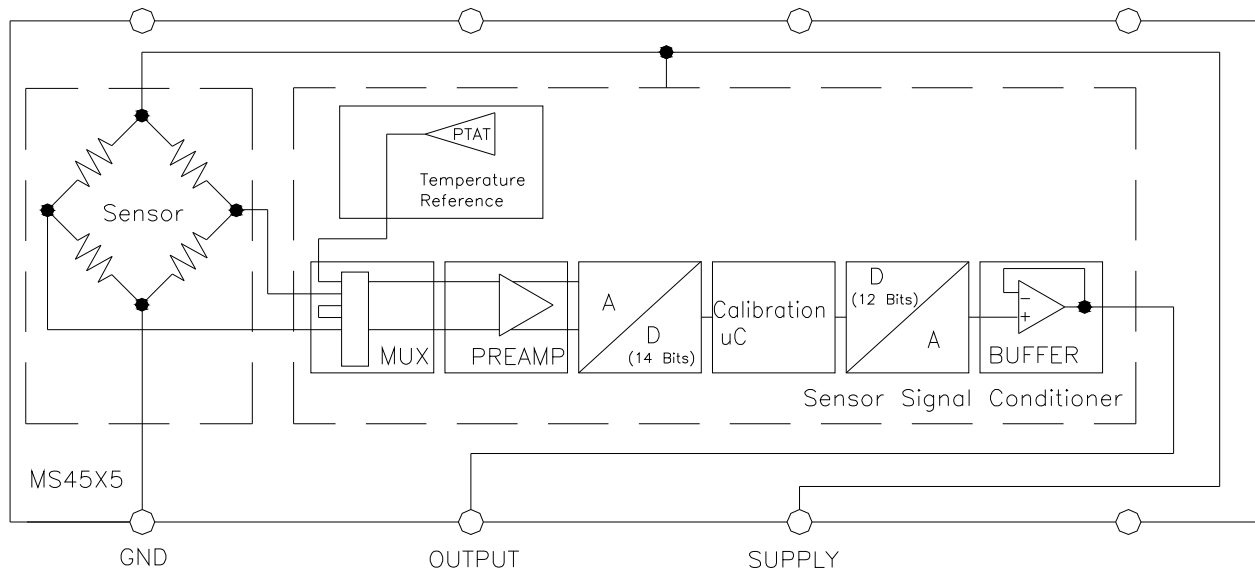 PTAT
Temperature
Reference
Sensor
MUX
PREAMP
A
D
(14 Bits)
Calibration
uC
D
(12 Bits)
A
BUFFER
Sensor Signal Conditioner
MS45X5
GND
OUTPUT
SUPPLY